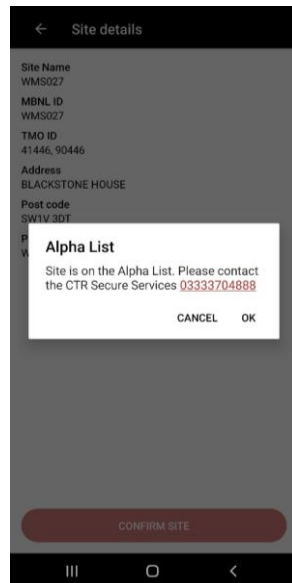 Site details
Site Name
WMS027
MBNL ID
WMS027
TMO ID
41446, 90446
Address
BLACKSTONE HOUSE
Post code
SW1V 3DT
P
W
Alpha List
Site is on the Alpha List. Please contact
the CTR Secure Services 03333704888
CANCEL OK
CONFIRM SITE